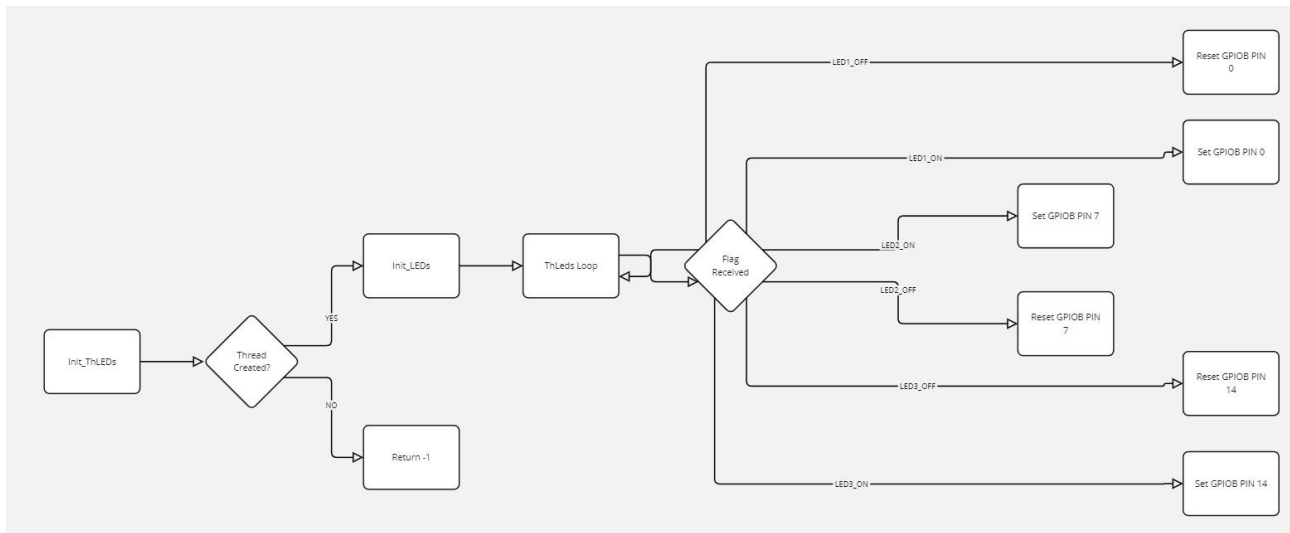 Init_ThLEDs
Thread
Created?
YES
NO
Init_LEDs
Return -1
ThLeds Loop
Flag
Received
LED1_OFF
Reset GPIOB PIN
0
LED1_ON
Set GPIOB PIN 0
LED2_ON
Set GPIOB PIN 7
LED2_OFF
Reset GPIOB PIN
7
LED3_OFF
Reset GPIOB PIN
14
LED3_ON
Set GPIOB PIN 14